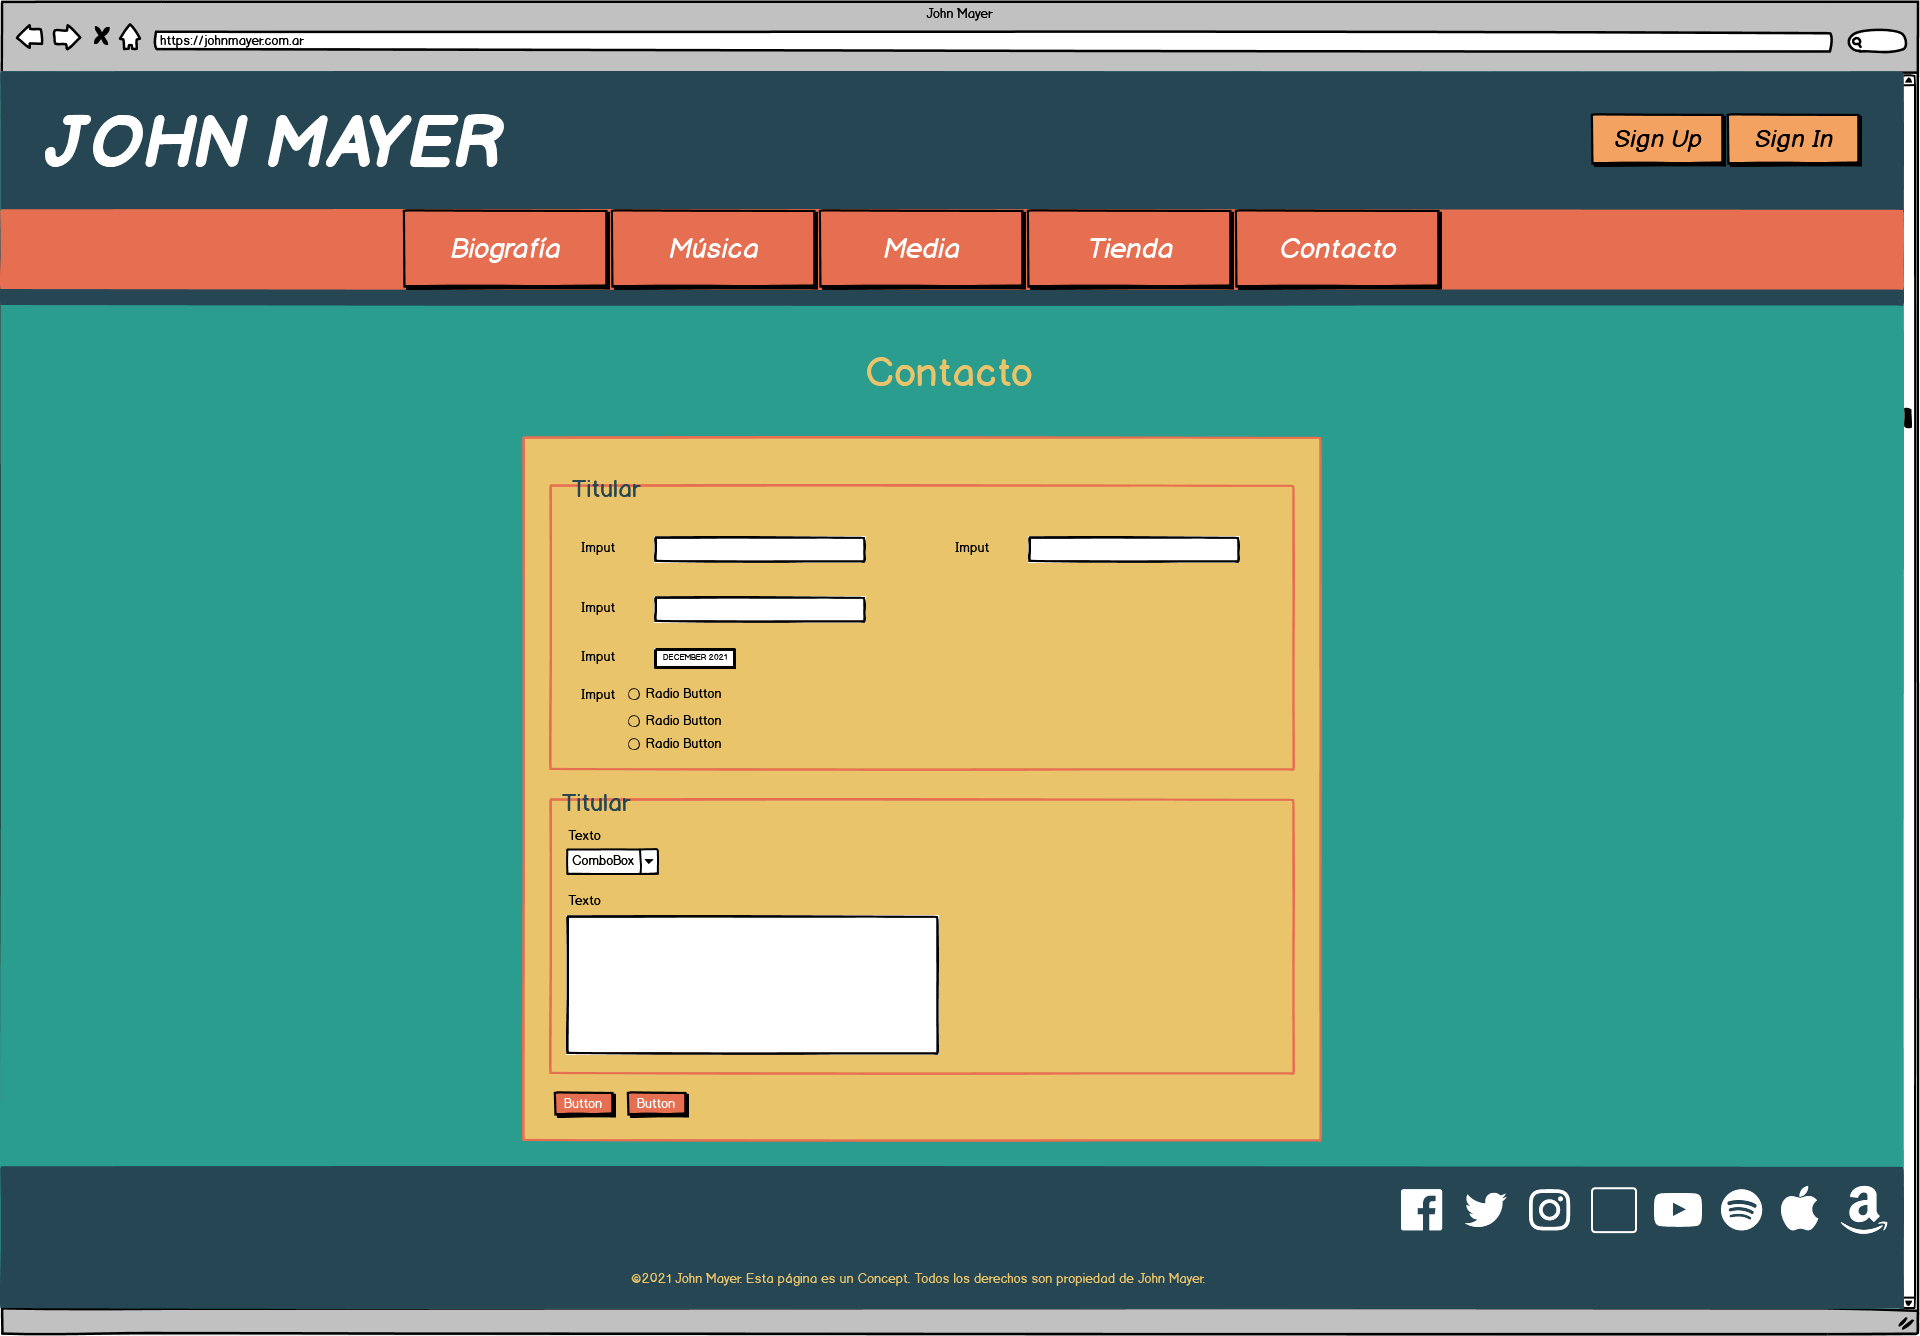 John Mayer
https://johnmayer.com.ar
JOHN MAYER
Sign Up Sign In
Biografía Música Media Tienda Contacto
Contacto
Titular
Imput Imput
Imput
Imput DECEMBER 2021
Imput Radio Button
Radio Button
Radio Button
Titular
Texto
ComboBox
Texto
Button Button
©2021 John Mayer. Esta página es un Concept. Todos los derechos son propiedad de John Mayer.